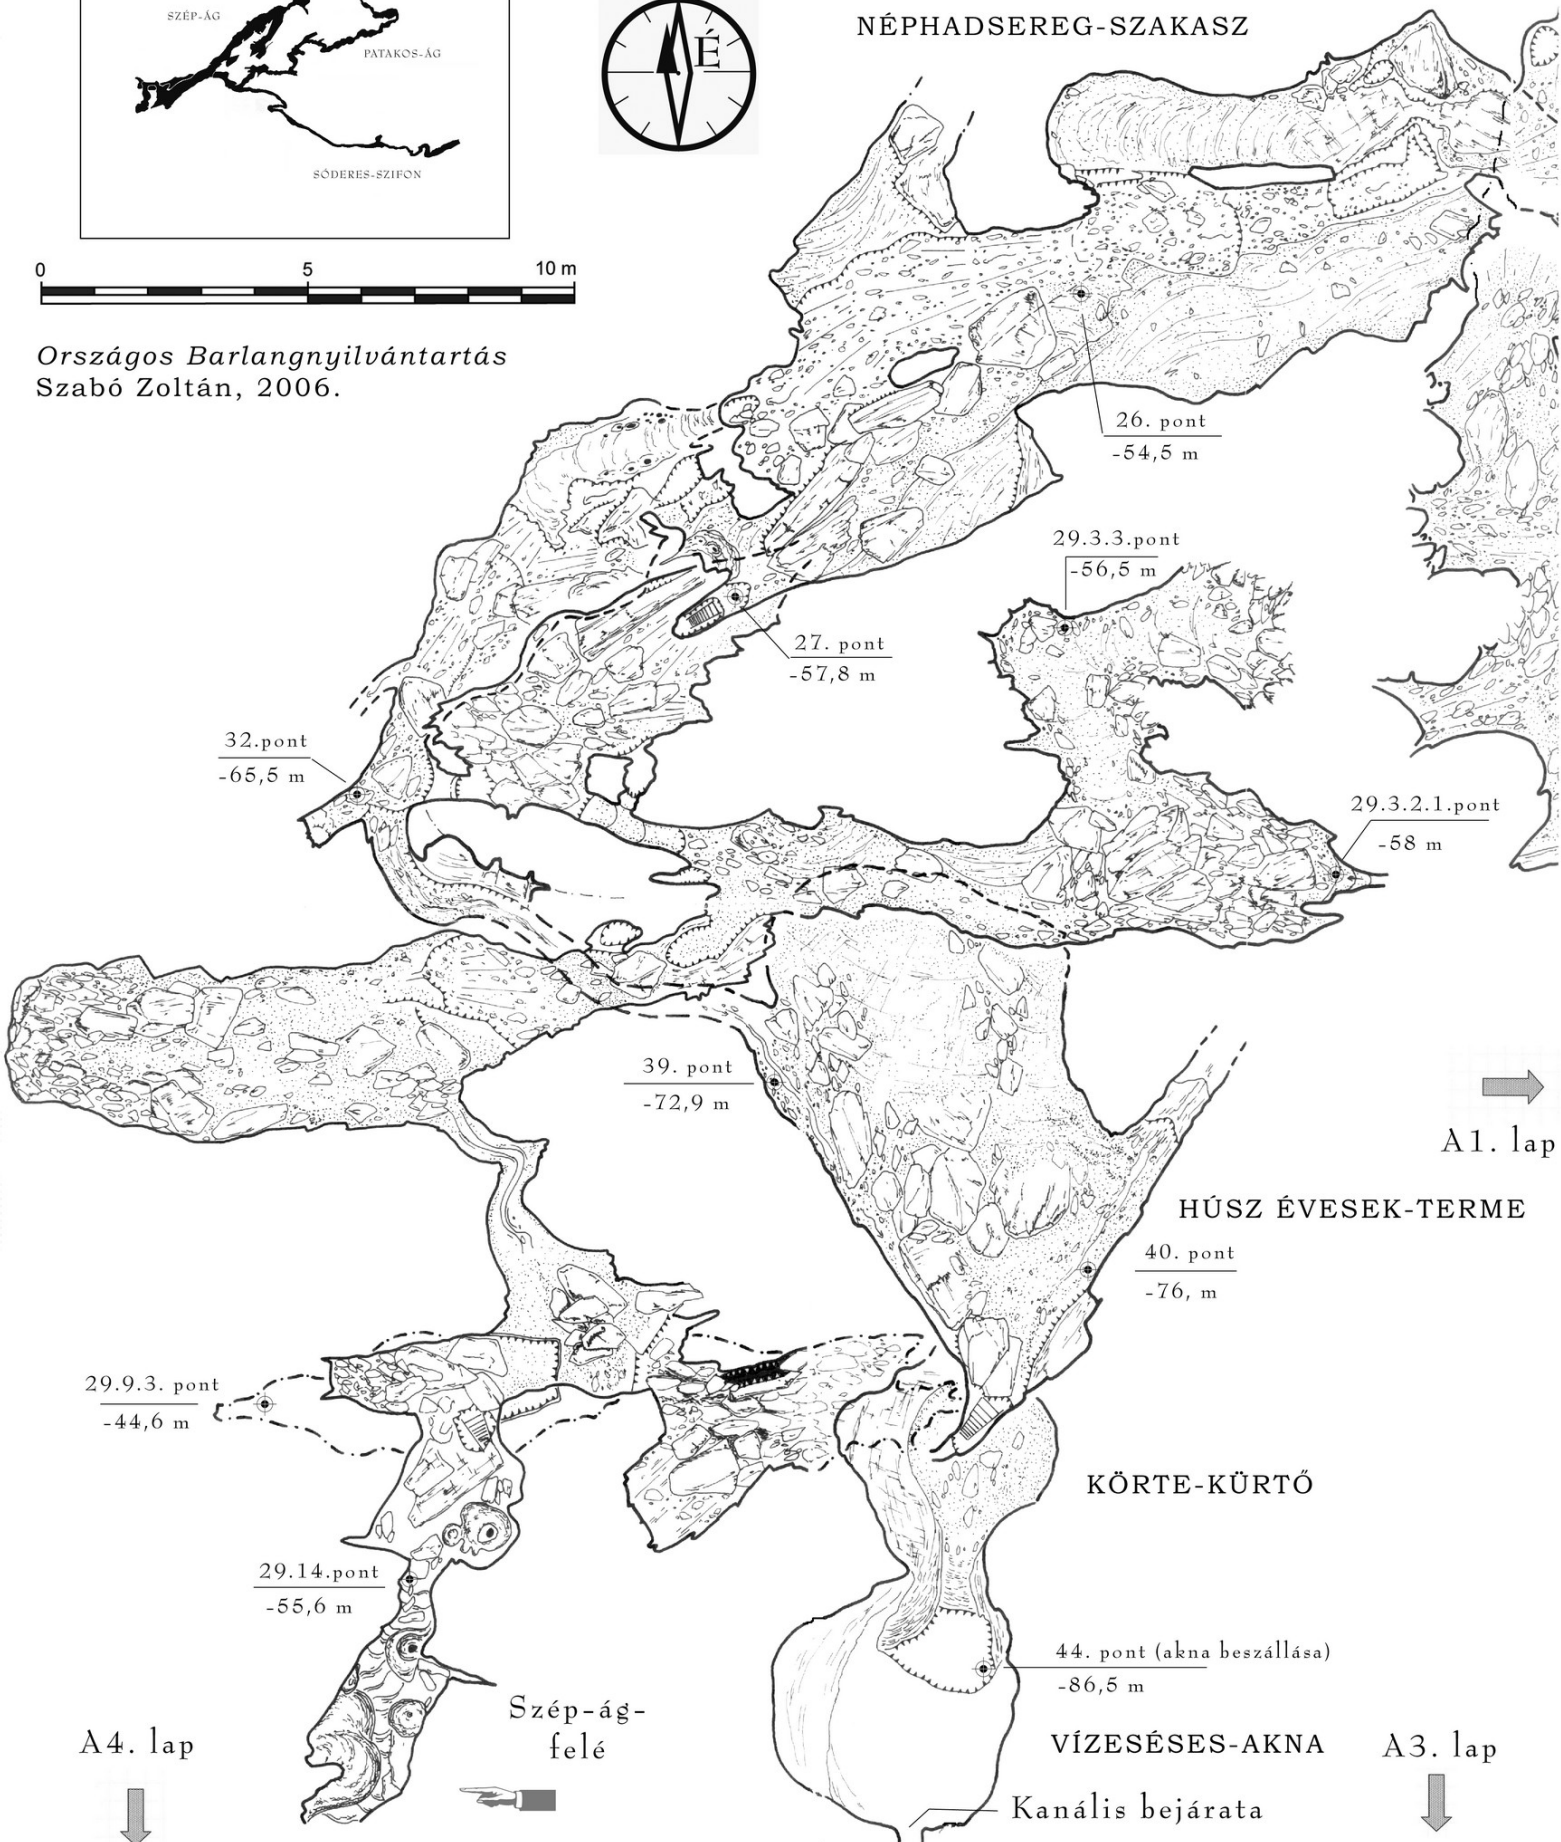 SZÉP-ÁG
PATAKOS-ÁG
SÓDERES-SZIFON
É
NÉPHADSEREG-SZAKASZ
0 5 10 m
Országos Barlangnyilvántartás
Szabó Zoltán, 2006.
26. pont
-54,5 m
29.3.3.pont
-56,5 m
27. pont
-57,8 m
32.pont
-65,5 m
29.3.2.1.pont
-58 m
39. pont
-72,9 m
A1. lap
HÚSZ ÉVESEK-TERME
40. pont
-76, m
29.9.3. pont
-44,6 m
KÖRTE-KÜRTŐ
29.14.pont
-55,6 m
44. pont (akna beszállása)
-86,5 m
Szép-ág-
felé
A4. lap
VÍZESÉSES-AKNA
A3. lap
Kanális bejárata